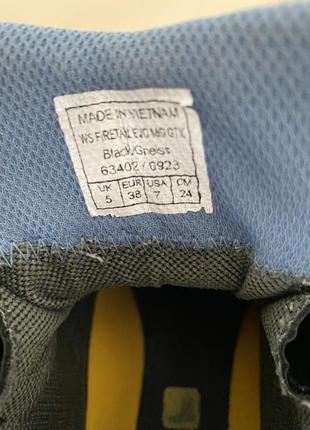 MADE IN VIETNAM
WS FIRETAIL EVO MID GTX
Black/Gneiss
63402 / 0923
UK EUR USA CM
5 38 7 24